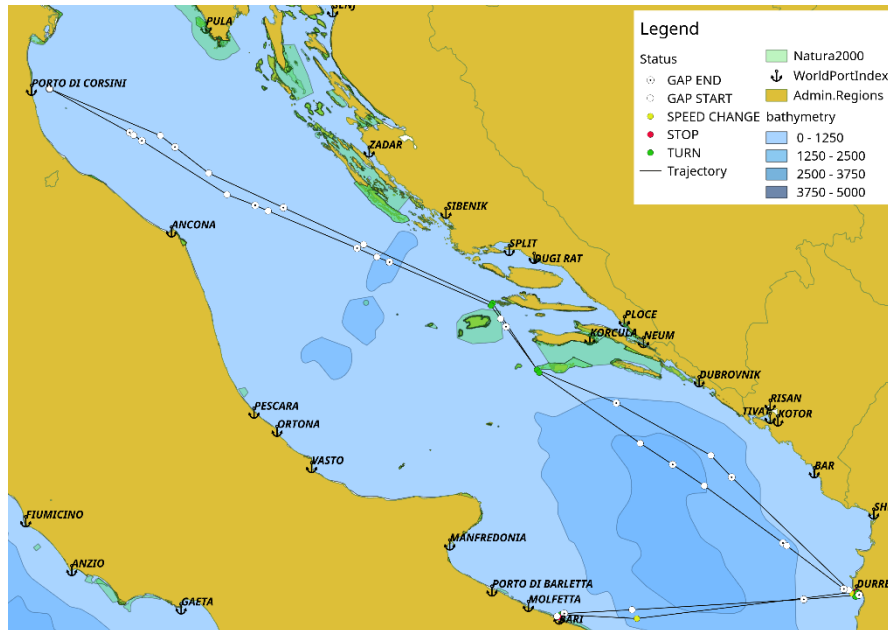 PULA
PORTO DI CORSINI
ZADAR
SIBENIK
ANCONA
SPLIT
DUGI RAT
PLOCE
KORCULA
NEUM
DUBROVNIK
RISAN
TIVAT
KOTOR
PESCARA
ORTONA
VASTO
BAR
FIUMICINO
MANFREDONIA
ANZIO
GAETA
PORTO DI BARLETTA
MOLFETTA
BARI
Legend
Status
GAP END
GAP START
SPEED CHANGE
STOP
TURN
Trajectory
Natura2000
WorldPortIndex
Admin.Regions
bathymetry
0 - 1250
1250 - 2500
2500 - 3750
3750 - 5000
SH
DURRE